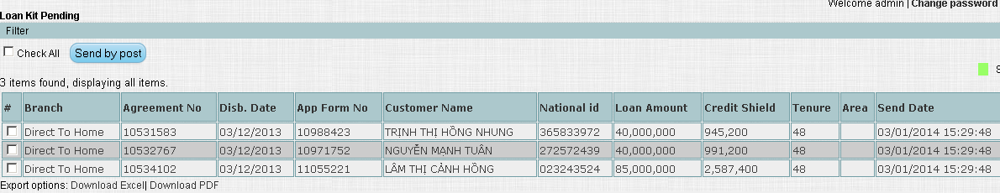 Welcome admin | Change password
Loan Kit Pending
Filter
Check All Send by post
3 items found, displaying all items.
# Branch Agreement No Disb. Date App Form No Customer Name National id Loan Amount Credit Shield Tenure Area Send Date
Direct To Home 10531583 03/12/2013 10988423 TRỊNH THỊ HỒNG NHUNG 365833972 40,000,000 945,200 48 03/01/2014 15:29:48
Direct To Home 10532767 03/12/2013 10971752 NGUYỄN MẠNH TUÂN 272572439 40,000,000 991,200 48 03/01/2014 15:29:48
Direct To Home 10534102 03/12/2013 11055221 LÂM THỊ CẢNH HỒNG 023243524 85,000,000 2,587,400 48 03/01/2014 15:29:48
Export options: Download Excel| Download PDF